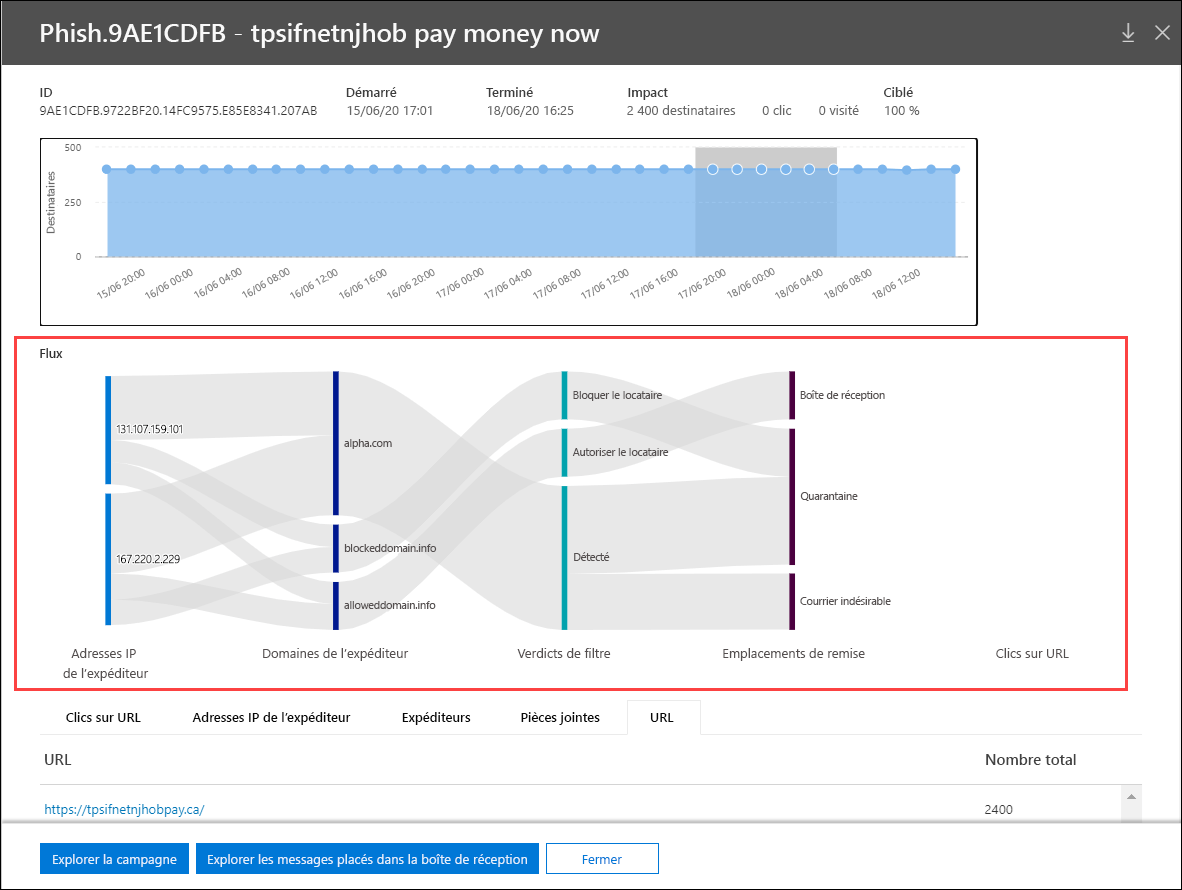 Phish.9AE1CDFB - tpsifnetnjhob pay money now
ID Démarré Terminé Impact Ciblé
9AE1CDFB.9722BF20.14FC9575.E85E8341.207AB 15/06/20 17:01 18/06/20 16:25 2 400 destinataires 0 clic 0 visité 100 %
500
250
0
Destinataires
15/06 20:00 16/06 00:00 16/06 04:00 16/06 08:00 16/06 12:00 16/06 16:00 16/06 20:00 17/06 00:00 17/06 04:00 17/06 08:00 17/06 12:00 17/06 16:00 17/06 20:00 18/06 00:00 18/06 04:00 18/06 08:00 18/06 12:00
Flux
Bloquer le locataire Boîte de réception
131.107.159.101
alpha.com
Autoriser le locataire
Quarantaine
blockeddomain.info
167.220.2.229
Détecté
Courrier indésirable
alloweddomain.info
Adresses IP
de l’expéditeur
Domaines de l’expéditeur Verdicts de filtre Emplacements de remise Clics sur URL
Clics sur URL Adresses IP de l’expéditeur Expéditeurs Pièces jointes URL
URL Nombre total
https://tpsifnetnjhobpay.ca/ 2400
Explorer la campagne Explorer les messages placés dans la boîte de réception Fermer